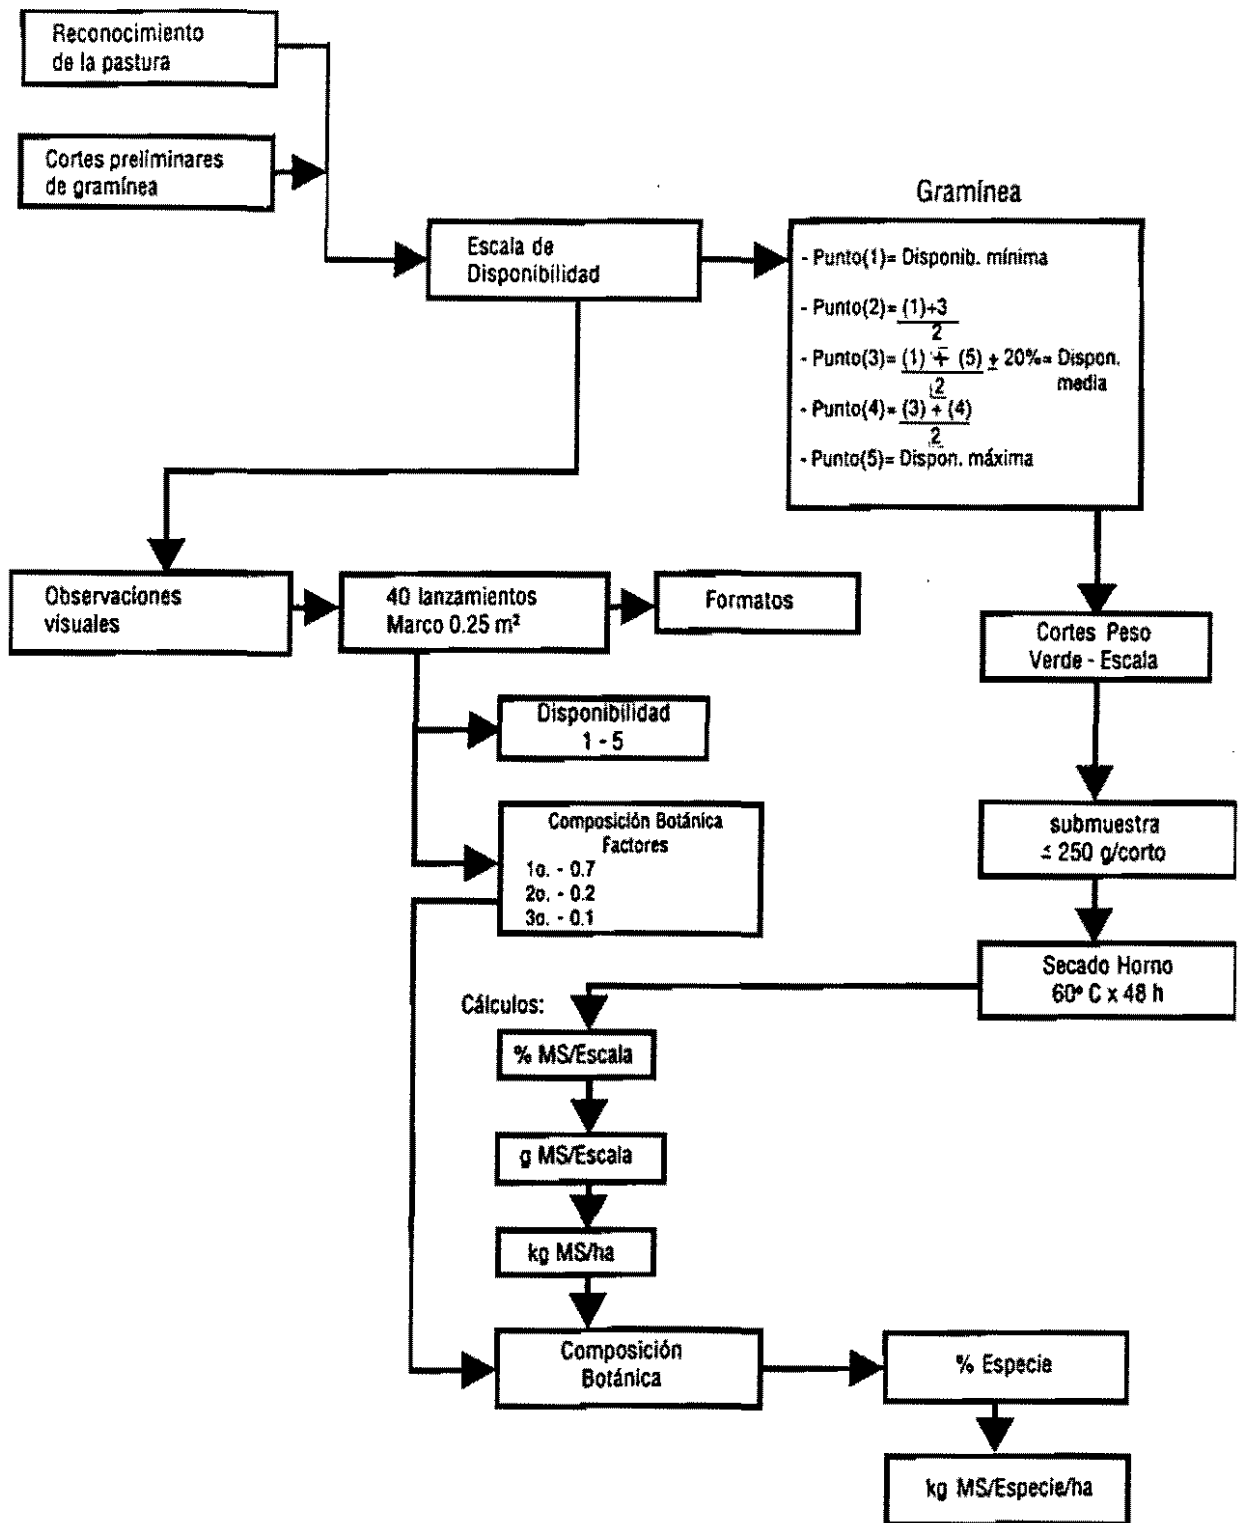 Reconocimiento
de la pastura
Cortes preliminares
de gramínea
Escala de
Disponibilidad
Gramínea
- Punto(1)= Disponib. mínima
- Punto(2)= (1)+3
2
- Punto(3)= (1) + (5) ± 20%= Dispon.
2 media
- Punto(4)= (3) + (4)
2
- Punto(5)= Dispon. máxima
Observaciones
visuales
40 lanzamientos
Marco 0.25 m²
Formatos
Cortes Peso
Verde - Escala
Disponibilidad
1 - 5
Composición Botánica
Factores
1o. - 0.7
2o. - 0.2
3o. - 0.1
submuestra
≤ 250 g/corto
Secado Horno
60º C x 48 h
Cálculos:
% MS/Escala
g MS/Escala
kg MS/ha
Composición
Botánica
% Especie
kg MS/Especie/ha